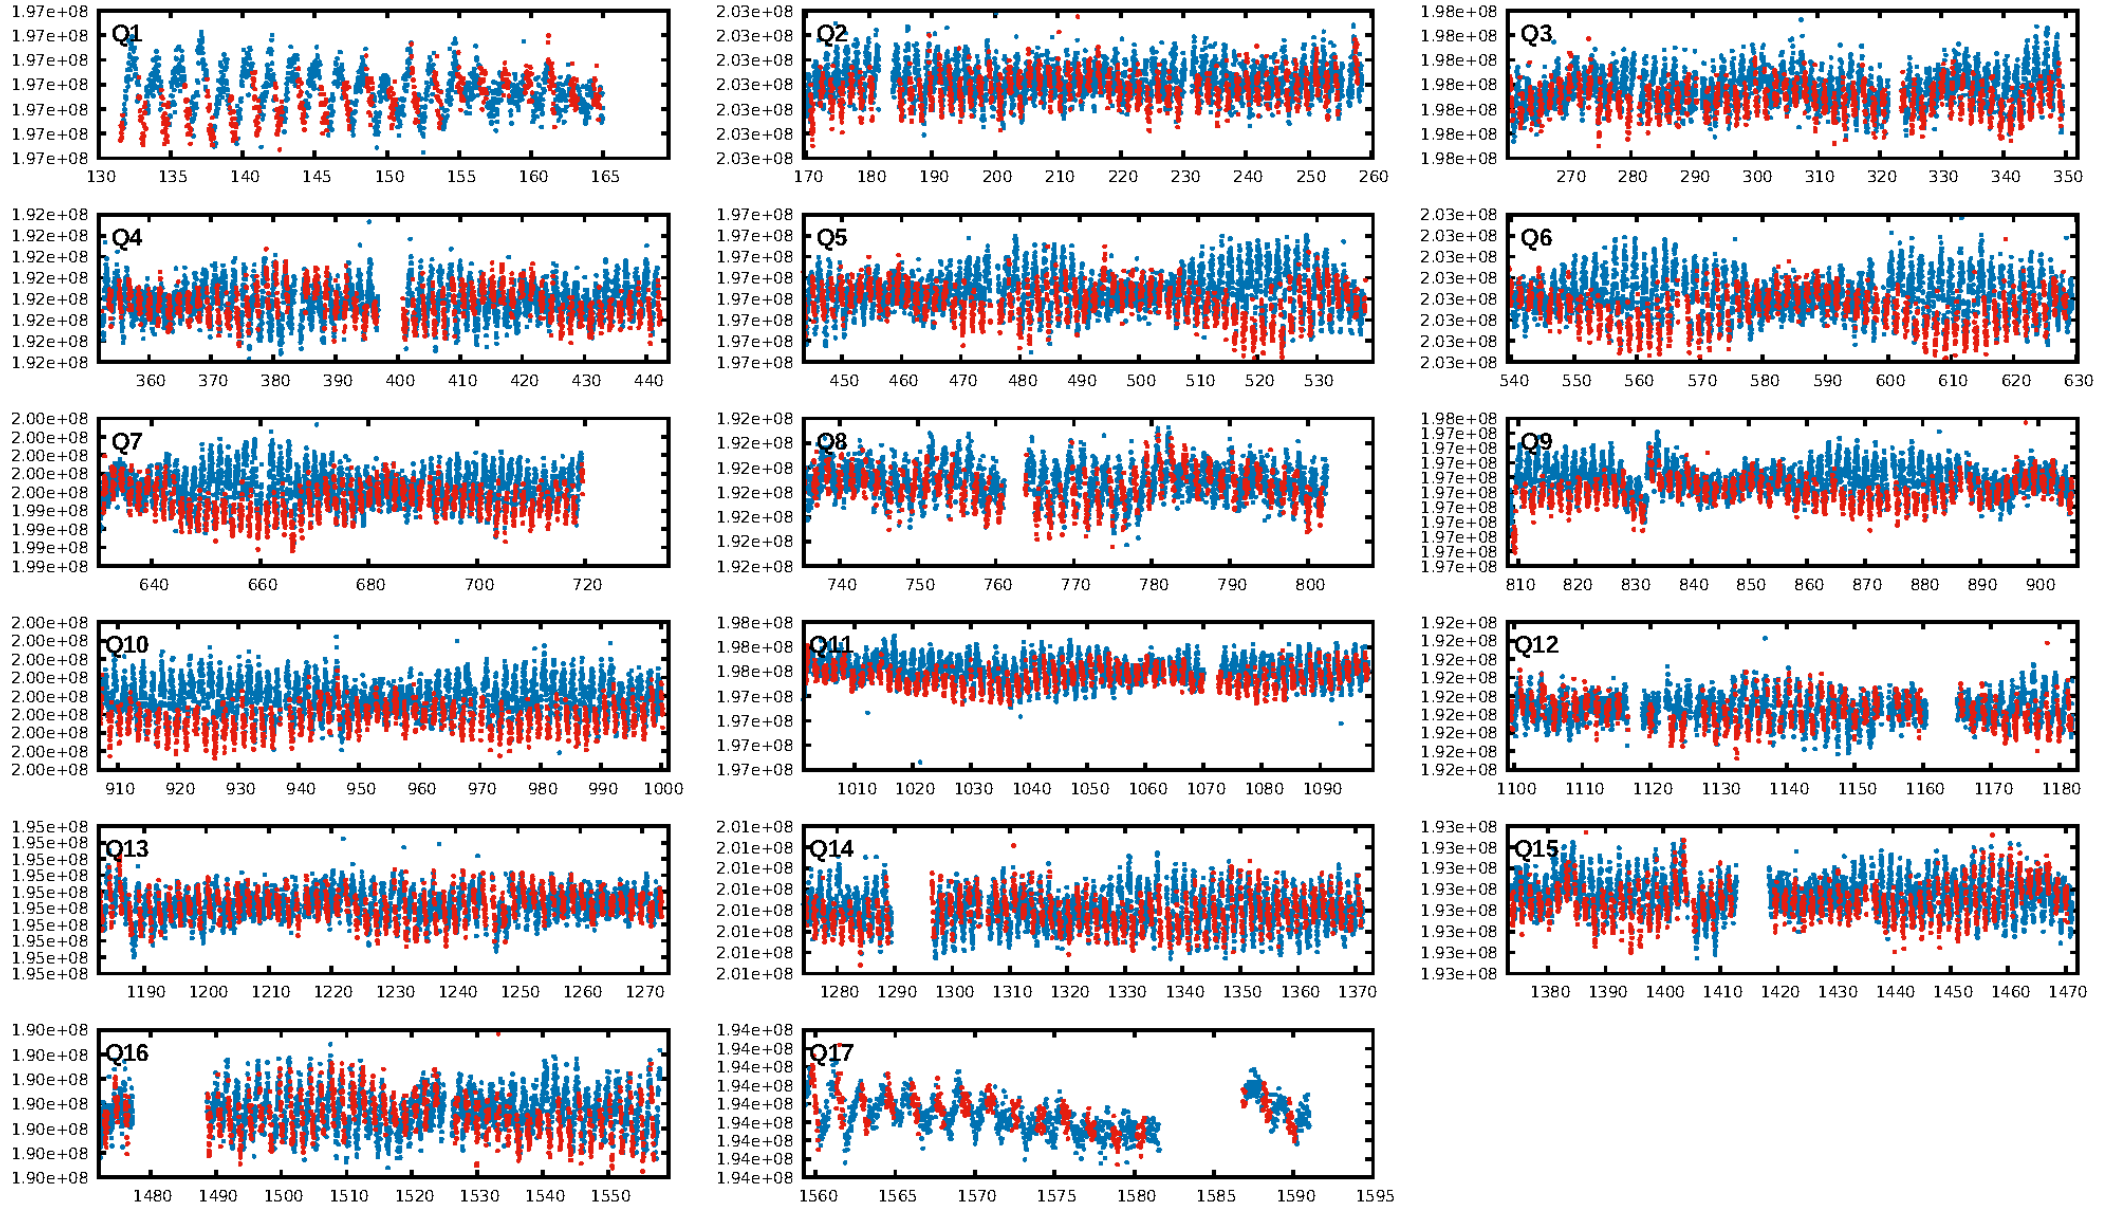 1.97e+08
1.97e+08
1.97e+08
1.97e+08
1.97e+08
1.97e+08
1.97e+08
Q1
130 135 140 145 150 155 160 165
2.03e+08
2.03e+08
2.03e+08
2.03e+08
2.03e+08
2.03e+08
2.03e+08
Q2
170 180 190 200 210 220 230 240 250 260
1.98e+08
1.98e+08
1.98e+08
1.98e+08
1.98e+08
1.98e+08
1.98e+08
Q3
270 280 290 300 310 320 330 340 350
1.92e+08
1.92e+08
1.92e+08
1.92e+08
1.92e+08
1.92e+08
1.92e+08
1.92e+08
Q4
360 370 380 390 400 410 420 430 440
1.97e+08
1.97e+08
1.97e+08
1.97e+08
1.97e+08
1.97e+08
1.97e+08
1.97e+08
Q5
450 460 470 480 490 500 510 520 530
2.03e+08
2.03e+08
2.03e+08
2.03e+08
2.03e+08
2.03e+08
2.03e+08
2.03e+08
Q6
540 550 560 570 580 590 600 610 620 630
2.00e+08
2.00e+08
2.00e+08
2.00e+08
2.00e+08
1.99e+08
1.99e+08
1.99e+08
1.99e+08
Q7
640 660 680 700 720
1.92e+08
1.92e+08
1.92e+08
1.92e+08
1.92e+08
1.92e+08
1.92e+08
Q8
740 750 760 770 780 790 800
1.98e+08
1.97e+08
1.97e+08
1.97e+08
1.97e+08
1.97e+08
1.97e+08
1.97e+08
1.97e+08
1.97e+08
1.97e+08
Q9
810 820 830 840 850 860 870 880 890 900
2.00e+08
2.00e+08
2.00e+08
2.00e+08
2.00e+08
2.00e+08
2.00e+08
2.00e+08
2.00e+08
Q10
910 920 930 940 950 960 970 980 990 1000
1.98e+08
1.98e+08
1.98e+08
1.97e+08
1.97e+08
1.97e+08
1.97e+08
Q11
1010 1020 1030 1040 1050 1060 1070 1080 1090
1.92e+08
1.92e+08
1.92e+08
1.92e+08
1.92e+08
1.92e+08
1.92e+08
1.92e+08
1.92e+08
Q12
1100 1110 1120 1130 1140 1150 1160 1170 1180
1.95e+08
1.95e+08
1.95e+08
1.95e+08
1.95e+08
1.95e+08
1.95e+08
1.95e+08
1.95e+08
1.95e+08
Q13
1190 1200 1210 1220 1230 1240 1250 1260 1270
2.01e+08
2.01e+08
2.01e+08
2.01e+08
2.01e+08
2.01e+08
2.01e+08
2.01e+08
Q14
1280 1290 1300 1310 1320 1330 1340 1350 1360 1370
1.93e+08
1.93e+08
1.93e+08
1.93e+08
1.93e+08
1.93e+08
1.93e+08
1.93e+08
Q15
1380 1390 1400 1410 1420 1430 1440 1450 1460 1470
1.90e+08
1.90e+08
1.90e+08
1.90e+08
1.90e+08
1.90e+08
1.90e+08
Q16
1480 1490 1500 1510 1520 1530 1540 1550
1.94e+08
1.94e+08
1.94e+08
1.94e+08
1.94e+08
1.94e+08
1.94e+08
1.94e+08
1.94e+08
Q17
1560 1565 1570 1575 1580 1585 1590 1595